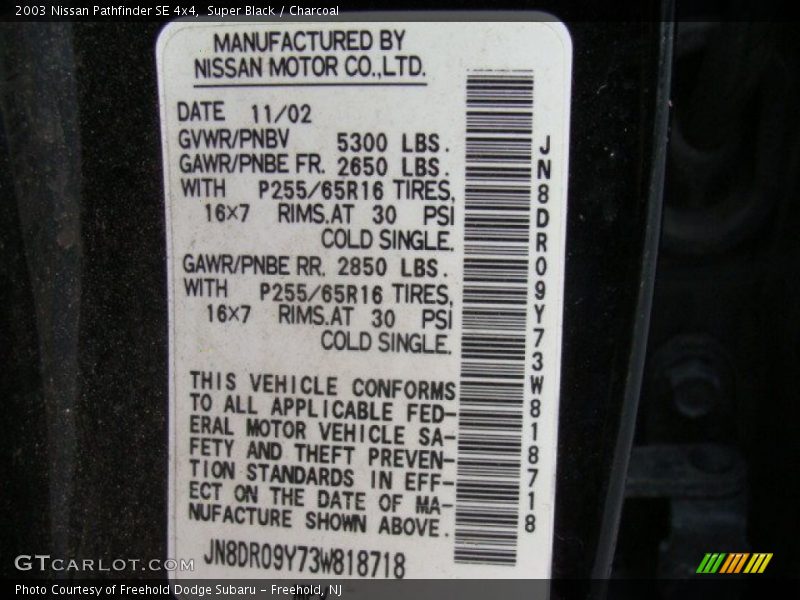 2003 Nissan Pathfinder SE 4x4, Super Black / Charcoal
MANUFACTURED BY
NISSAN MOTOR CO.,LTD.
DATE 11/02
GVWR/PNBV 5300 LBS.
GAWR/PNBE FR. 2650 LBS.
WITH P255/65R16 TIRES,
16×7 RIMS.AT 30 PSI
COLD SINGLE.
GAWR/PNBE RR. 2850 LBS.
WITH P255/65R16 TIRES,
16×7 RIMS.AT 30 PSI
COLD SINGLE.
THIS VEHICLE CONFORMS
TO ALL APPLICABLE FED-
ERAL MOTOR VEHICLE SA-
FETY AND THEFT PREVEN-
TION STANDARDS IN EFF-
ECT ON THE DATE OF MA-
NUFACTURE SHOWN ABOVE.
JN8DR09Y73W818718
JN8DR09Y73W818718
GTCARLOT.COM
Photo Courtesy of Freehold Dodge Subaru - Freehold, NJ